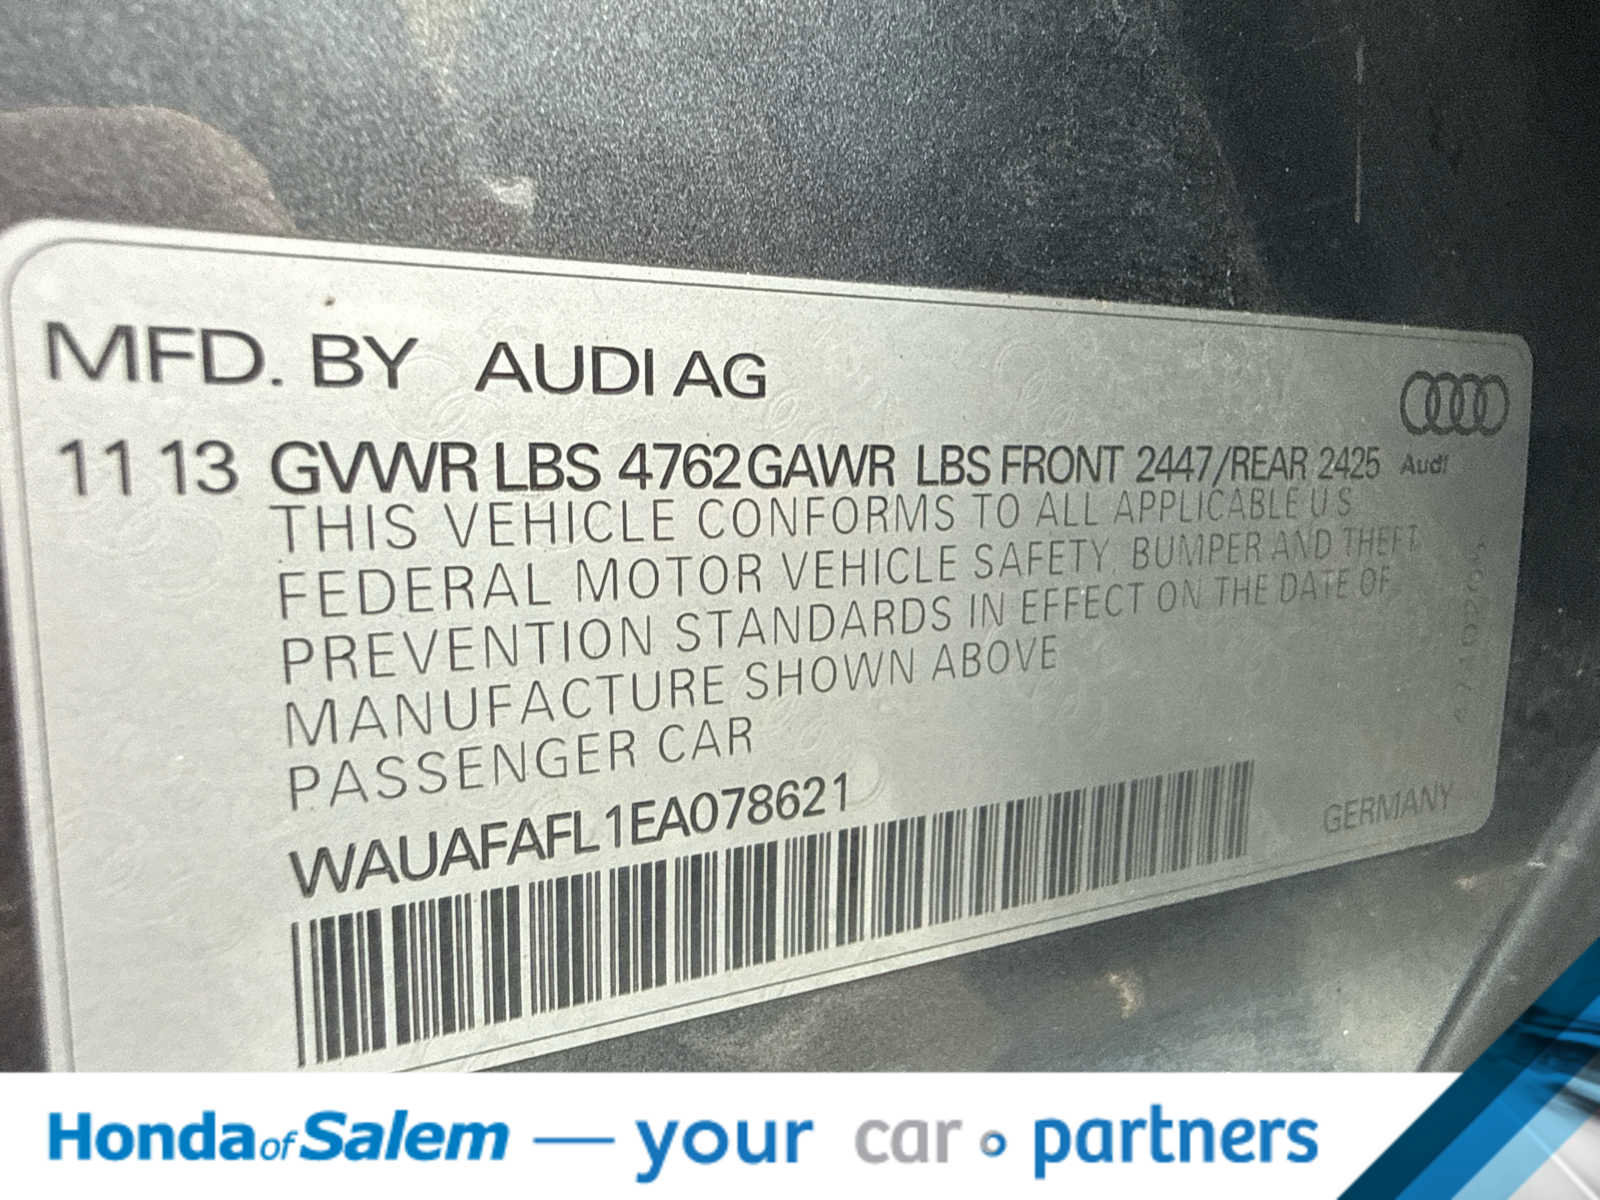 MFD. BY AUDI AG
11 13 GVWR LBS 4762 GAWR LBS FRONT 2447/REAR 2425 Audi
THIS VEHICLE CONFORMS TO ALL APPLICABLE U S
FEDERAL MOTOR VEHICLE SAFETY, BUMPER AND THEFT
PREVENTION STANDARDS IN EFFECT ON THE DATE OF
MANUFACTURE SHOWN ABOVE
PASSENGER CAR
WAUAFAFL1EA078621
GERMANY
Honda of Salem — your car partners